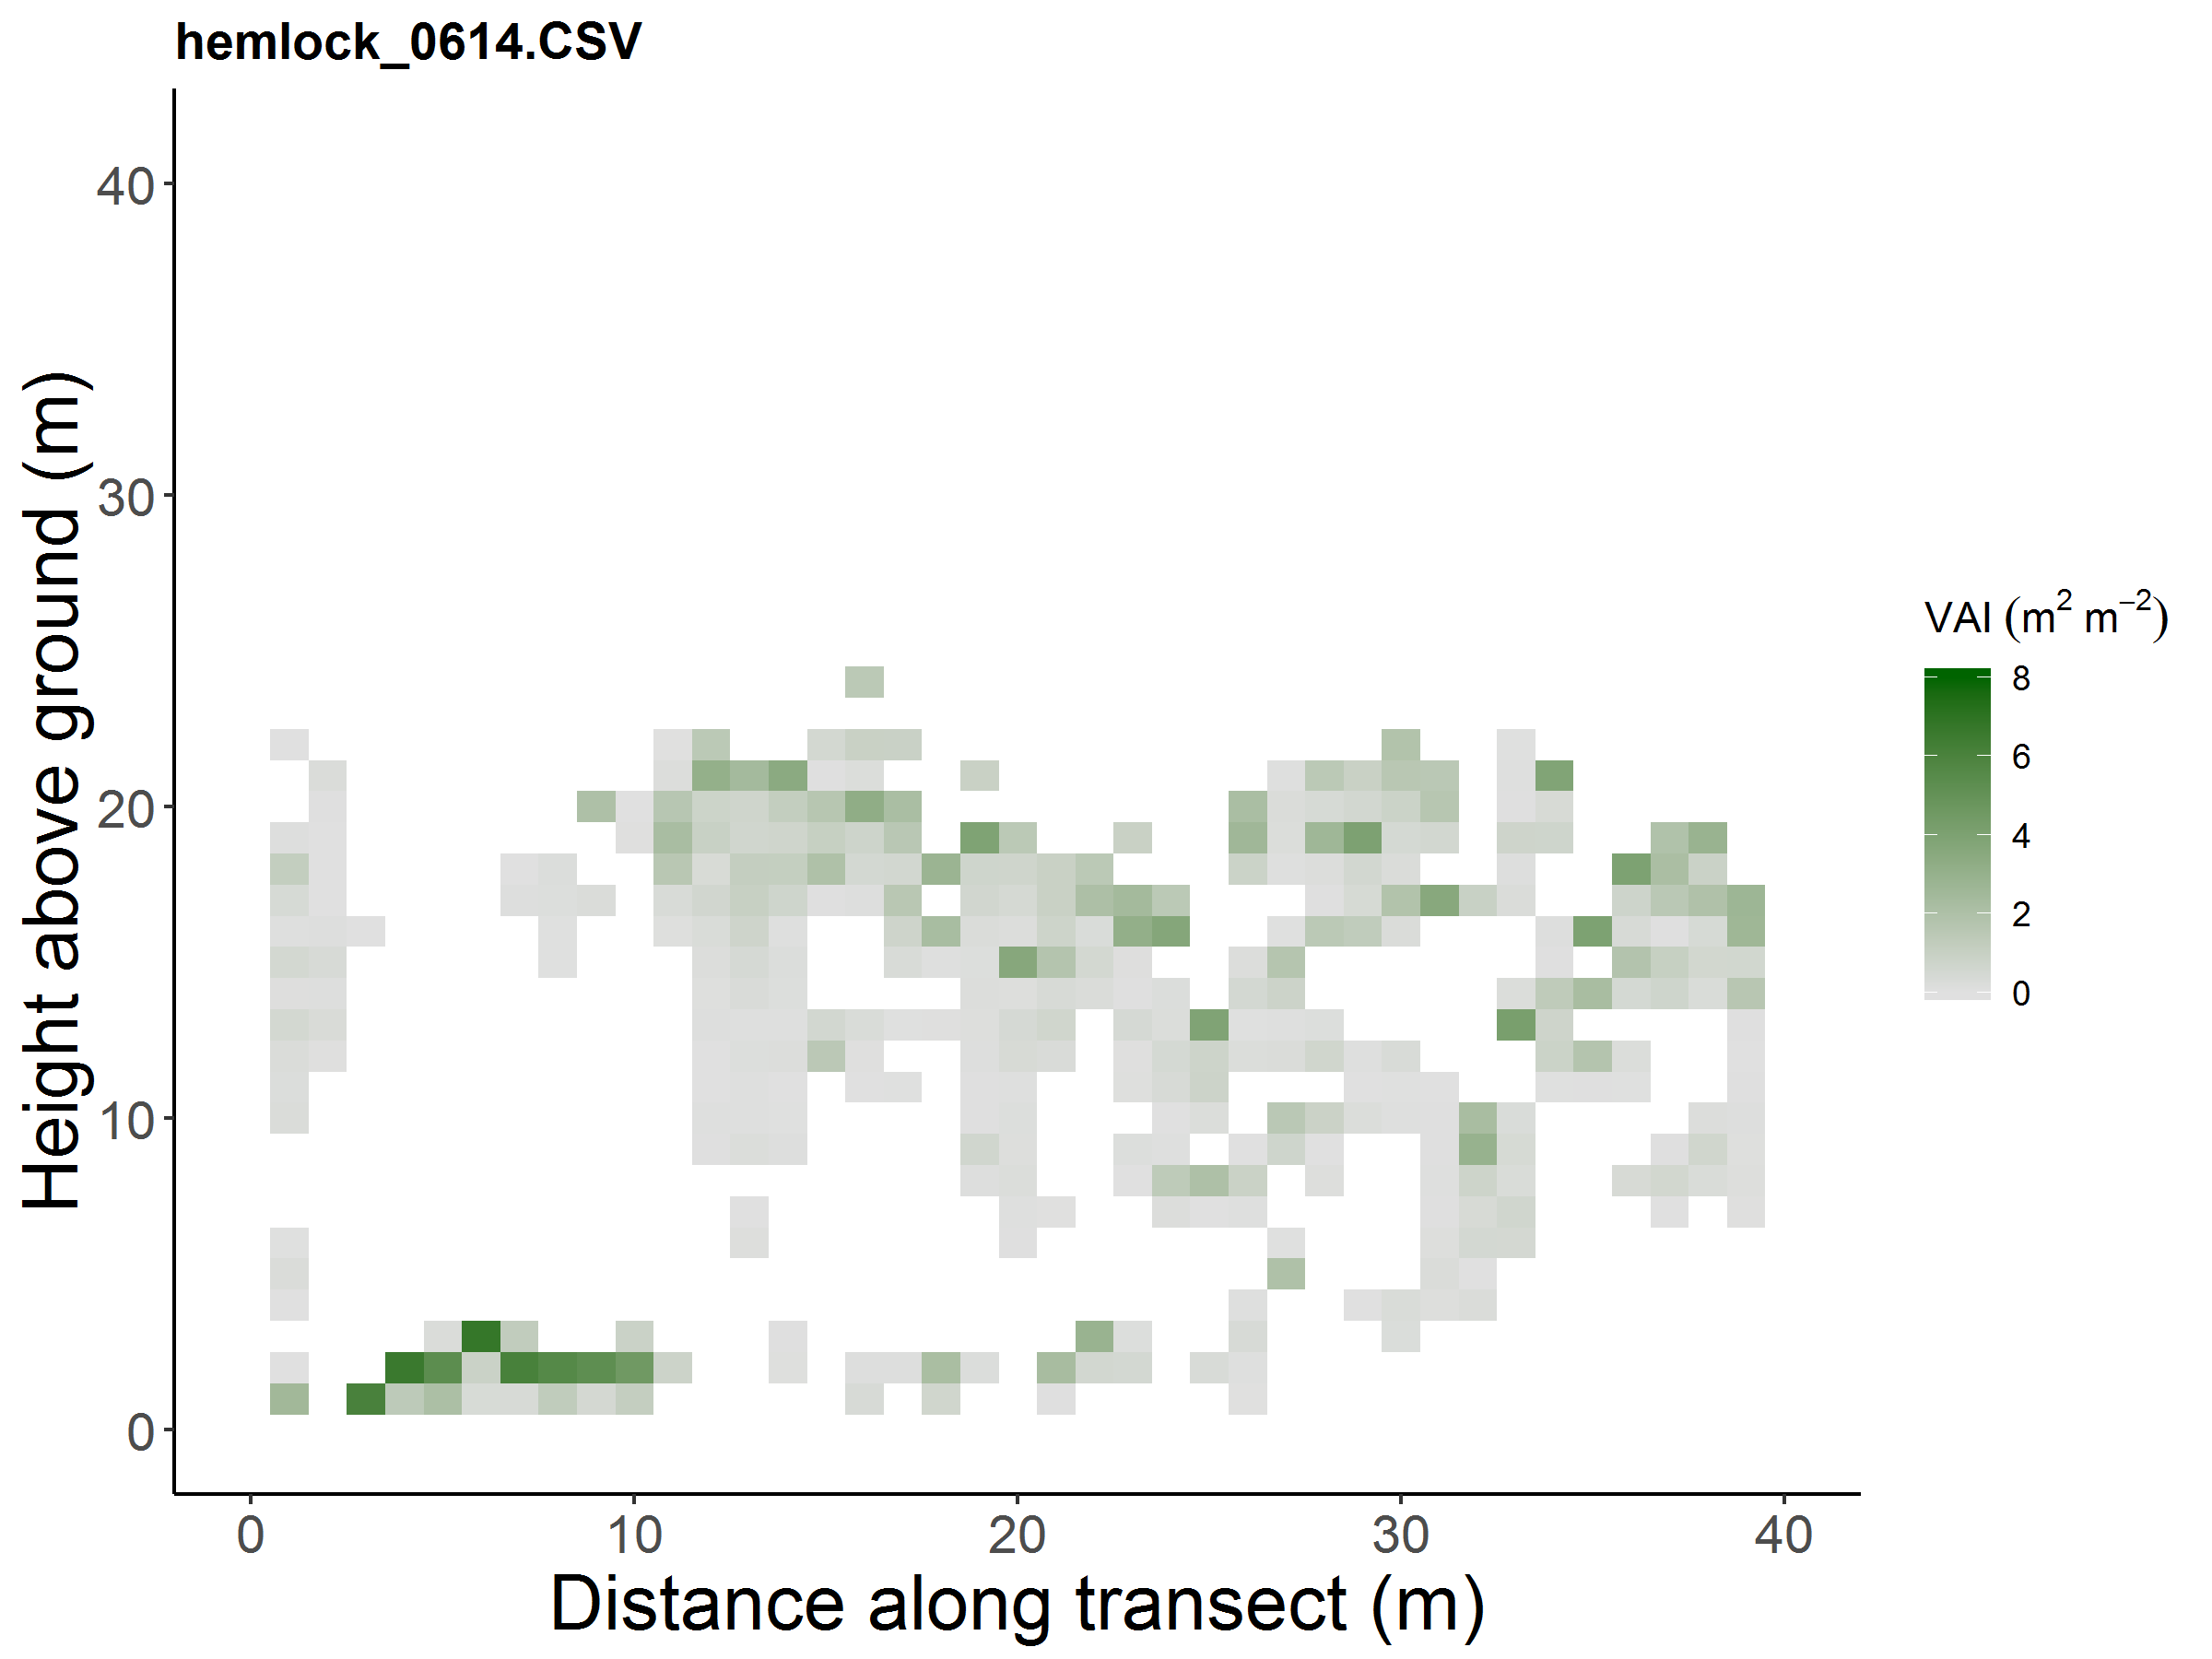 hemlock_0614.CSV
40
30
20
10
0
Height above ground (m)
0 10 20 30 40
Distance along transect (m)
VAI (m² m⁻²)
8
6
4
2
0